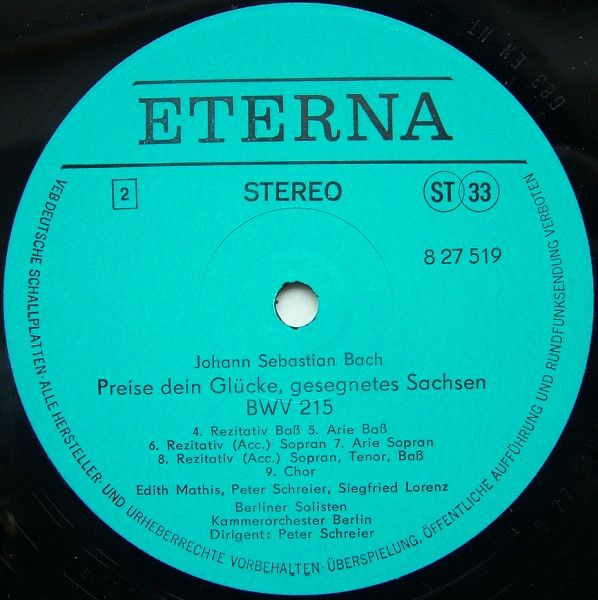 ETERNA
2
STEREO
ST 33
8 27 519
Johann Sebastian Bach
Preise dein Glücke, gesegnetes Sachsen
BWV 215
4. Rezitativ Baß 5. Arie Baß
6. Rezitativ (Acc.) Sopran 7. Arie Sopran
8. Rezitativ (Acc.) Sopran, Tenor, Baß
9. Chor
Edith Mathis, Peter Schreier, Siegfried Lorenz
Berliner Solisten
Kammerorchester Berlin
Dirigent: Peter Schreier
VEB DEUTSCHE SCHALLPLATTEN · ALLE HERSTELLER- UND URHEBERRECHTE VORBEHALTEN · ÜBERSPIELUNG, ÖFFENTLICHE AUFFÜHRUNG UND RUNDFUNKSENDUNG VERBOTEN